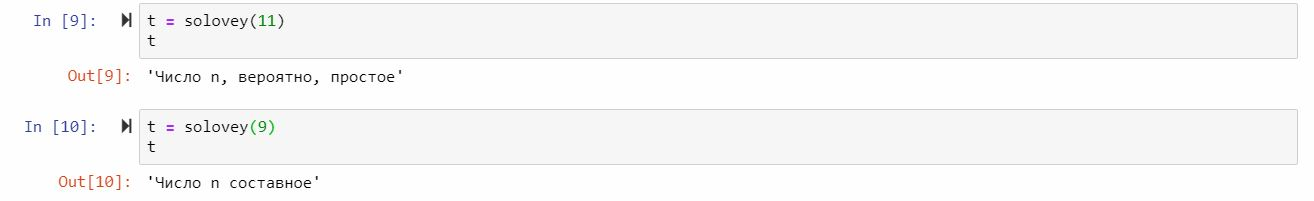 In [9]: t = solovey(11)
t
Out[9]: 'Число n, вероятно, простое'
In [10]: t = solovey(9)
t
Out[10]: 'Число n составное'